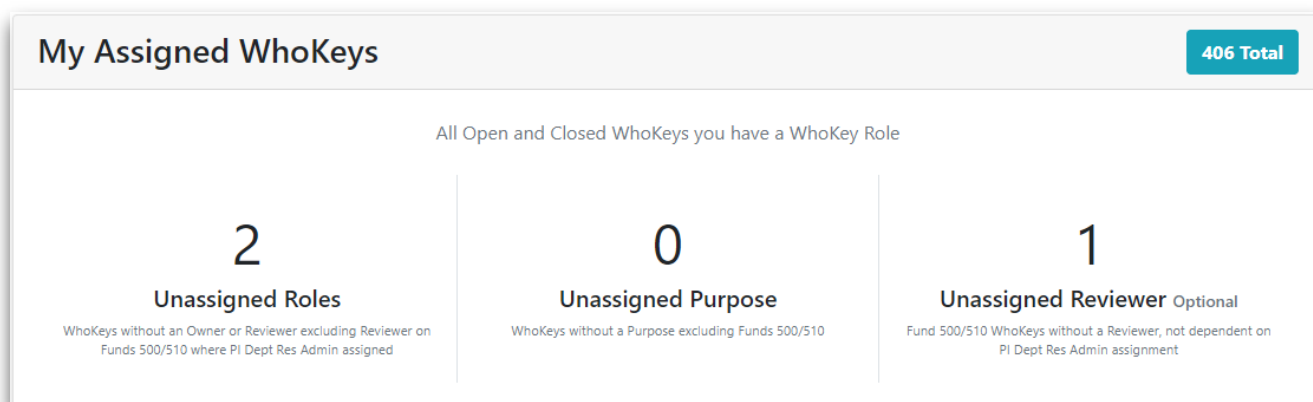 My Assigned WhoKeys
406 Total
All Open and Closed WhoKeys you have a WhoKey Role
2
Unassigned Roles
WhoKeys without an Owner or Reviewer excluding Reviewer on
Funds 500/510 where PI Dept Res Admin assigned
0
Unassigned Purpose
WhoKeys without a Purpose excluding Funds 500/510
1
Unassigned Reviewer Optional
Fund 500/510 WhoKeys without a Reviewer, not dependent on
PI Dept Res Admin assignment